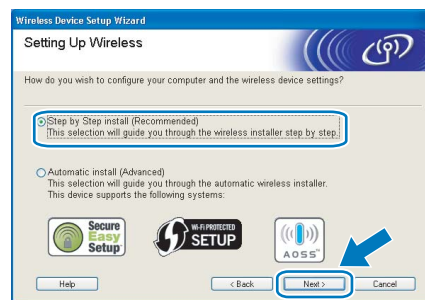 Wireless Device Setup Wizard
Setting Up Wireless
How do you wish to configure your computer and the wireless device settings?
Step by Step install (Recommended)
This selection will guide you through the wireless installer step by step.
Automatic install (Advanced)
This selection will guide you through the automatic wireless installer.
This device supports the following systems:
Secure
Easy
Setup™
Wi-Fi PROTECTED
SETUP
AOSS™
Help
< Back
Next >
Cancel